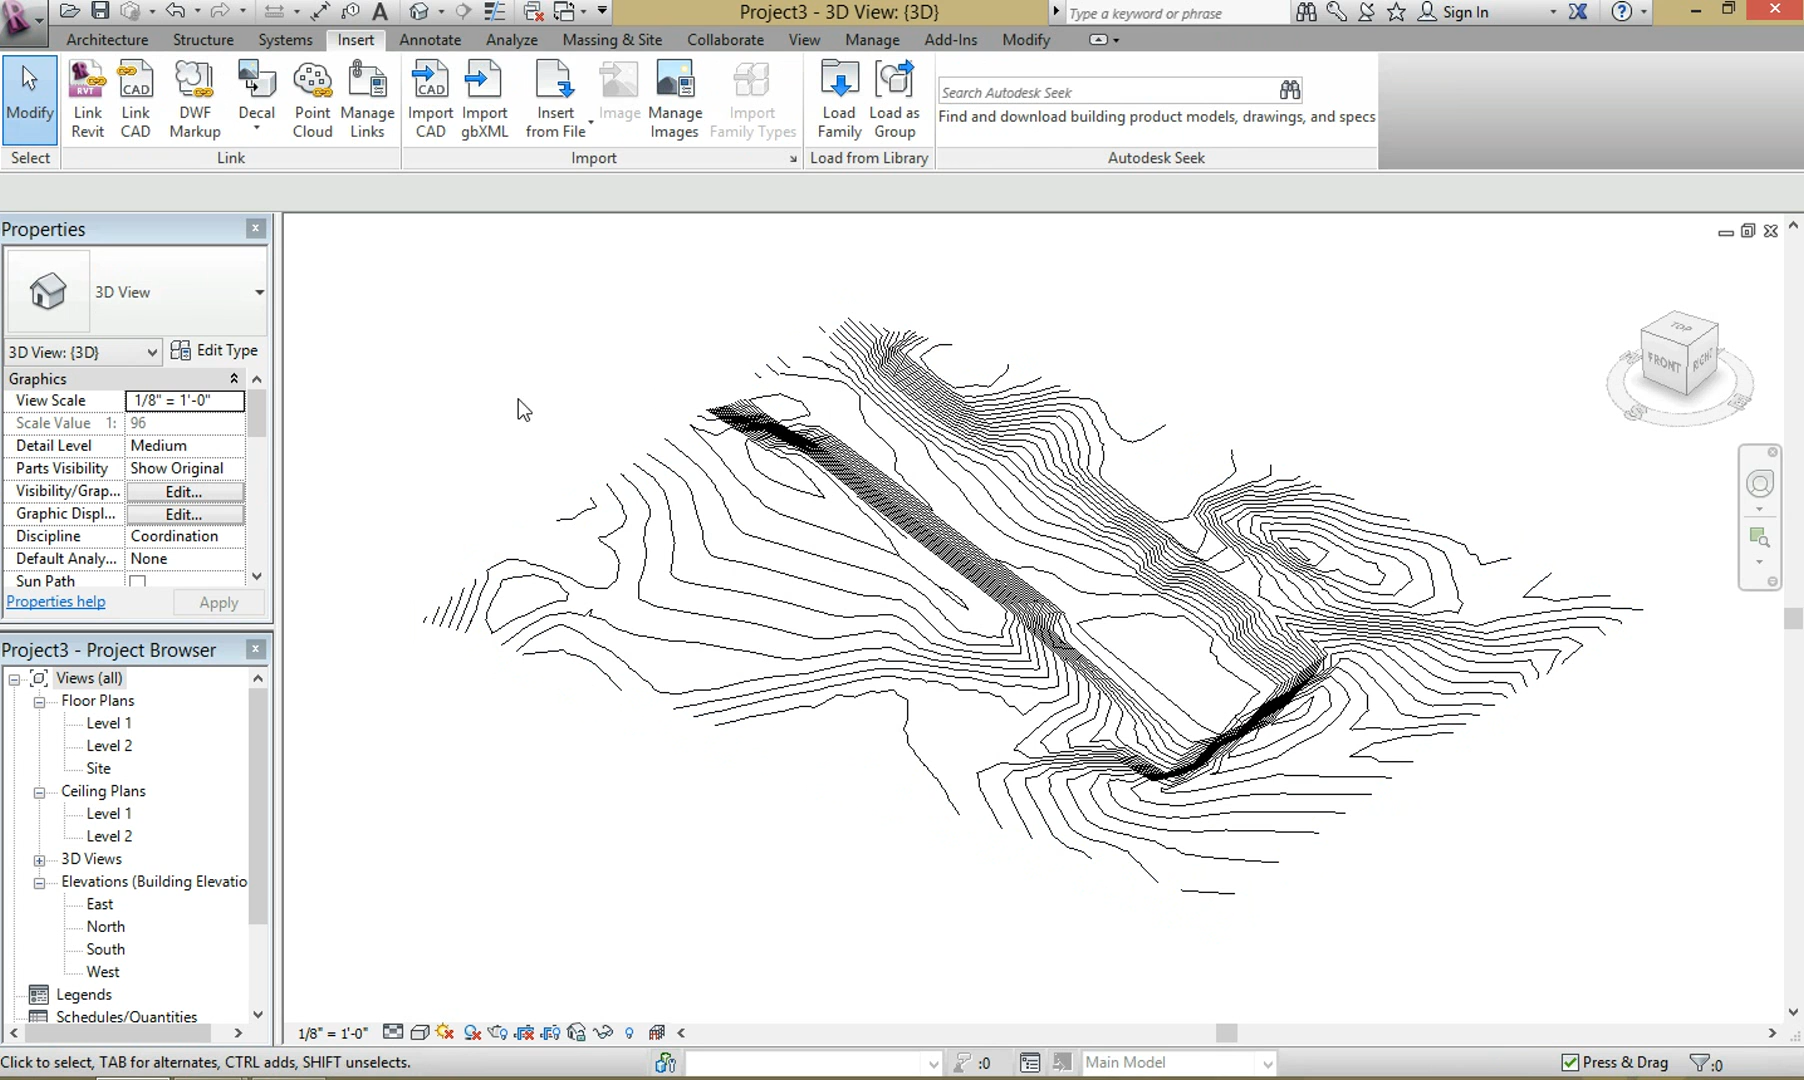 Project3 - 3D View: {3D}
Type a keyword or phrase
Sign In
Architecture Structure Systems Insert Annotate Analyze Massing & Site Collaborate View Manage Add-Ins Modify
Modify
Link Revit
Link CAD
DWF Markup
Decal
Point Cloud
Manage Links
Import CAD
Import gbXML
Insert from File
Image
Manage Images
Import Family Types
Load Family
Load as Group
Search Autodesk Seek
Find and download building product models, drawings, and specs
Select Link Import Load from Library Autodesk Seek
Properties
3D View
3D View: {3D} Edit Type
Graphics
View Scale 1/8" = 1'-0"
Scale Value 1: 96
Detail Level Medium
Parts Visibility Show Original
Visibility/Grap... Edit...
Graphic Displ... Edit...
Discipline Coordination
Default Analy... None
Sun Path
Properties help Apply
Project3 - Project Browser
Views (all)
Floor Plans
Level 1
Level 2
Site
Ceiling Plans
Level 1
Level 2
3D Views
Elevations (Building Elevatio
East
North
South
West
Legends
Schedules/Quantities
TOP
FRONT
RIGHT
S
1/8" = 1'-0"
Click to select, TAB for alternates, CTRL adds, SHIFT unselects.
:0
Main Model
Press & Drag
:0